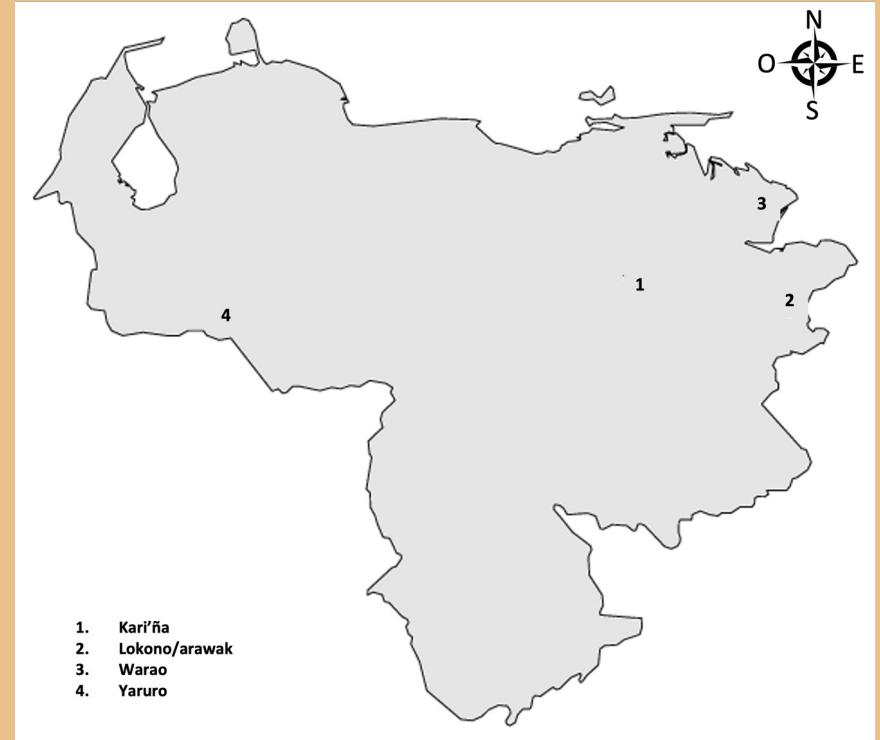 N
O E
S
3
1
2
4
1. Kari’ña
2. Lokono/arawak
3. Warao
4. Yaruro